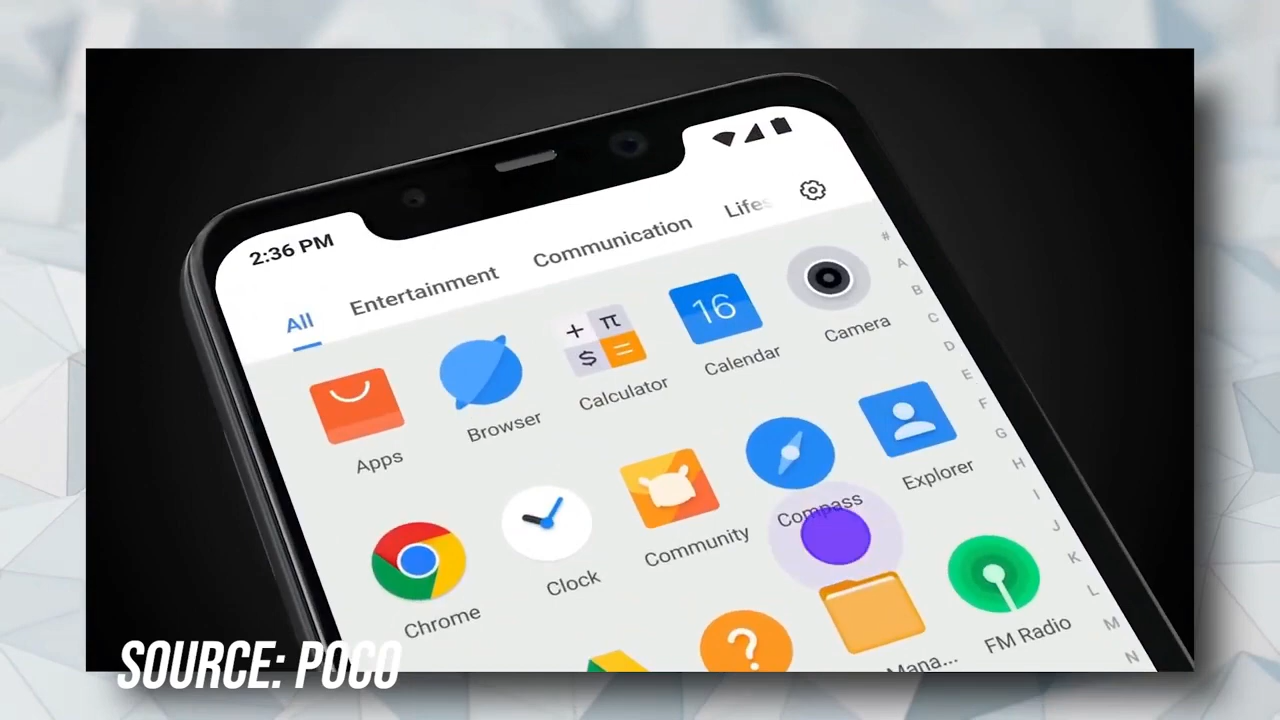 2:36 PM
All
Entertainment
Communication
Lifes
#
A
B
C
D
E
F
G
H
I
J
K
L
M
N
+ π
$ =
16
Apps
Browser
Calculator
Calendar
Camera
Chrome
Clock
Community
Compass
Explorer
?
Mana...
FM Radio
SOURCE: POCO